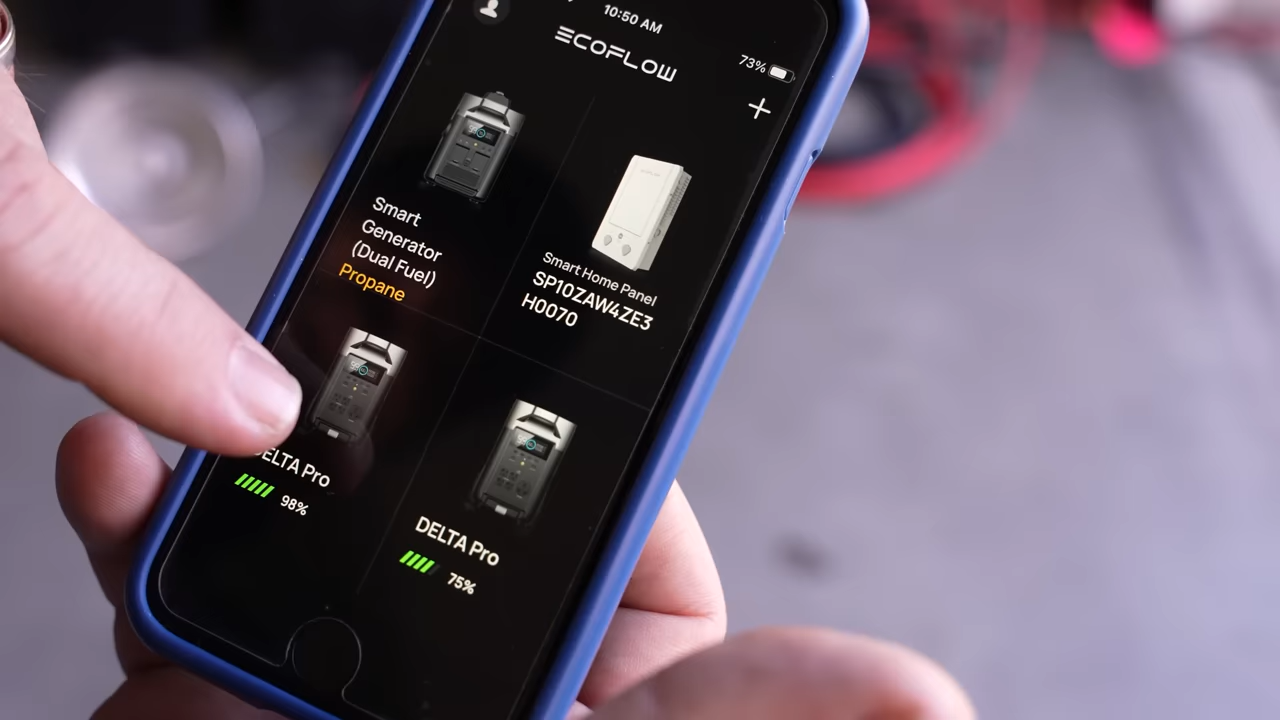 10:50 AM
ECOFLOW
73%
+
Smart
Generator
(Dual Fuel)
Propane
Smart Home Panel
SP10ZAW4ZE3
H0070
DELTA Pro
98%
DELTA Pro
75%